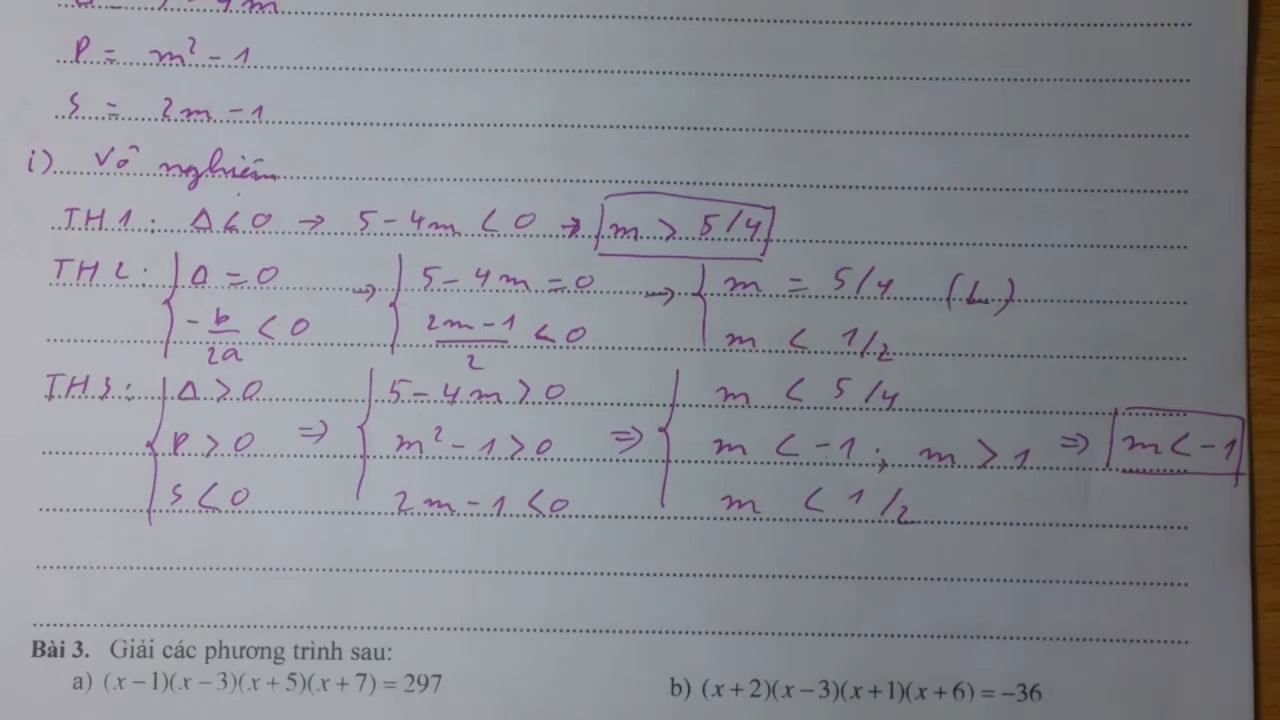 P = m² - 1
S = 2m - 1
i) Vô nghiệm
TH1: Δ < 0 → 5 - 4m < 0 → m > 5/4
TH2: { Δ = 0 → { 5 - 4m = 0 → { m = 5/4 (L)
-b/2a < 0 (2m - 1)/2 < 0 m < 1/2
TH3: { Δ > 0 { 5 - 4m > 0 { m < 5/4
P > 0 ⇒ m² - 1 > 0 ⇒ m < -1; m > 1 ⇒ m < -1
S < 0 2m - 1 < 0 m < 1/2
Bài 3. Giải các phương trình sau:
a) (x-1)(x-3)(x+5)(x+7) = 297 b) (x+2)(x-3)(x+1)(x+6) = -36